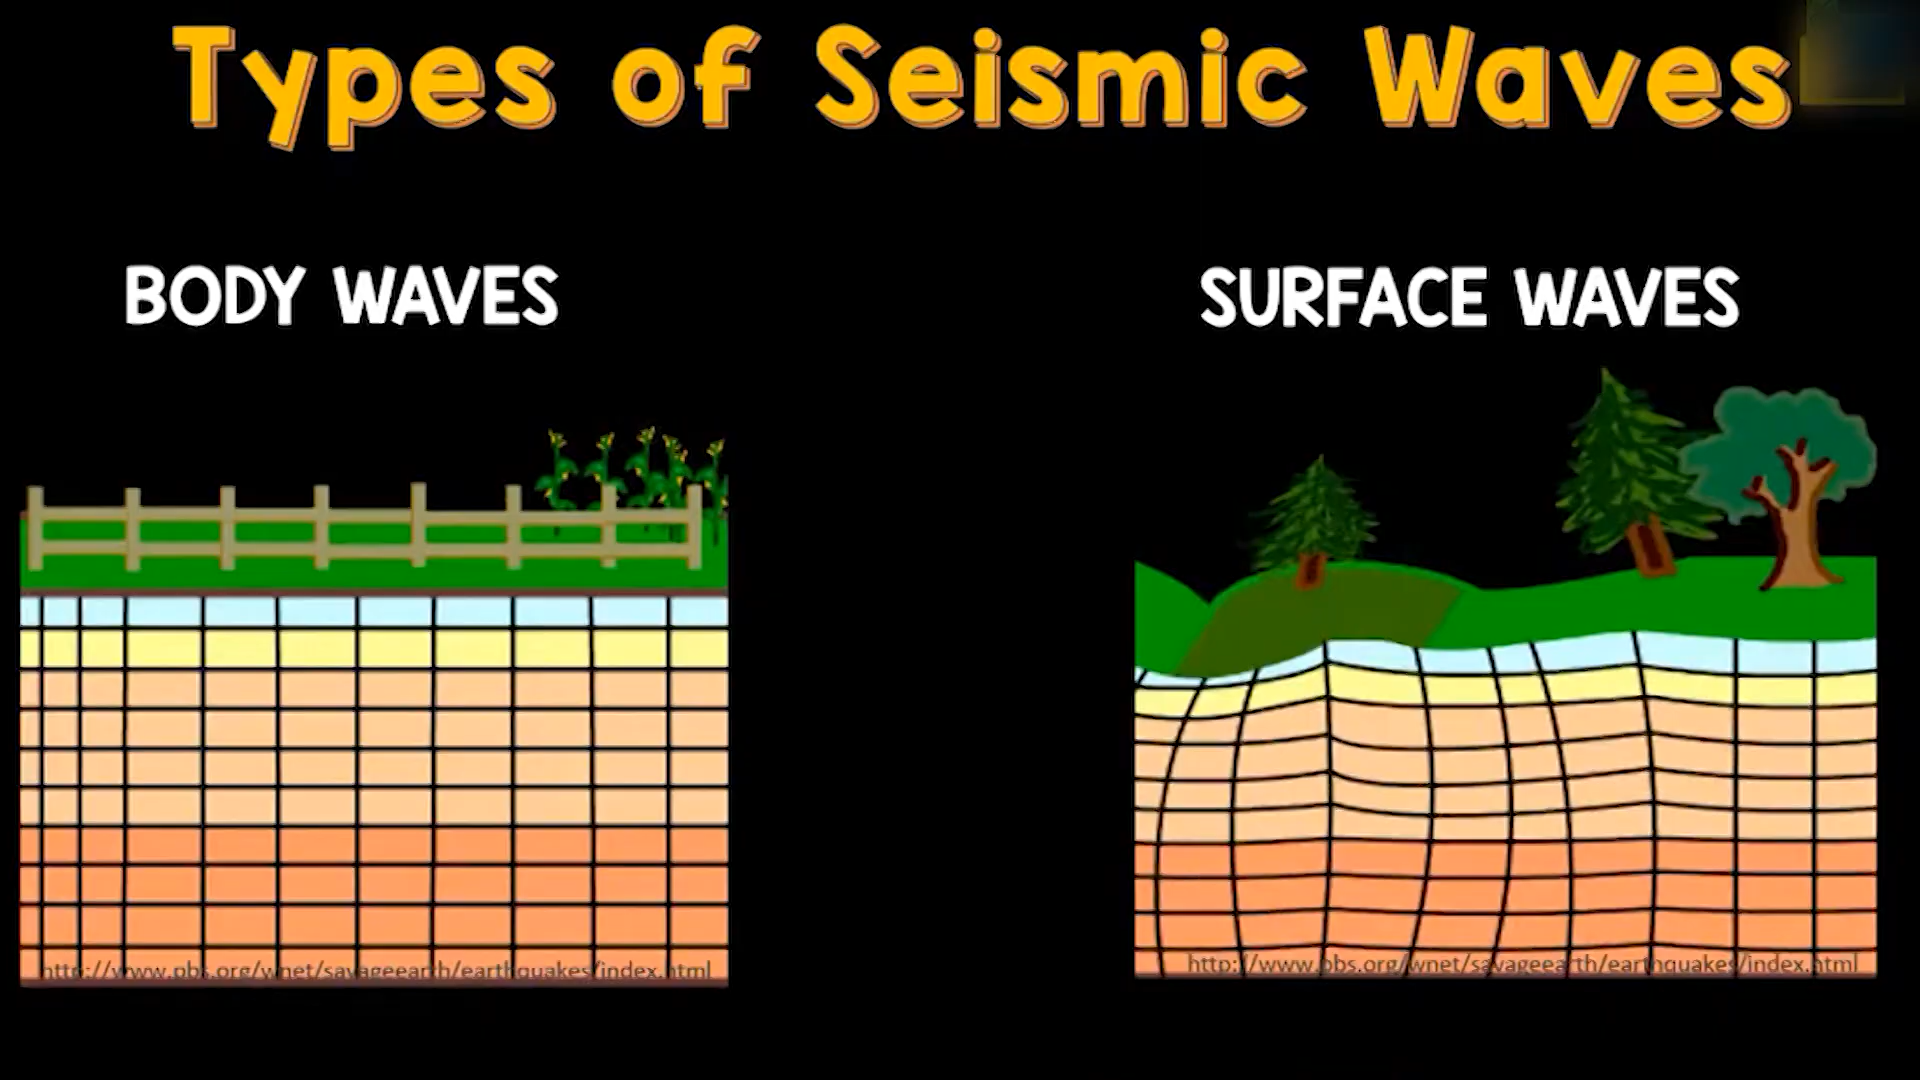 Types of Seismic Waves
BODY WAVES
SURFACE WAVES
http://www.pbs.org/wnet/savageearth/earthquakes/index.html
http://www.pbs.org/wnet/savageearth/earthquakes/index.html